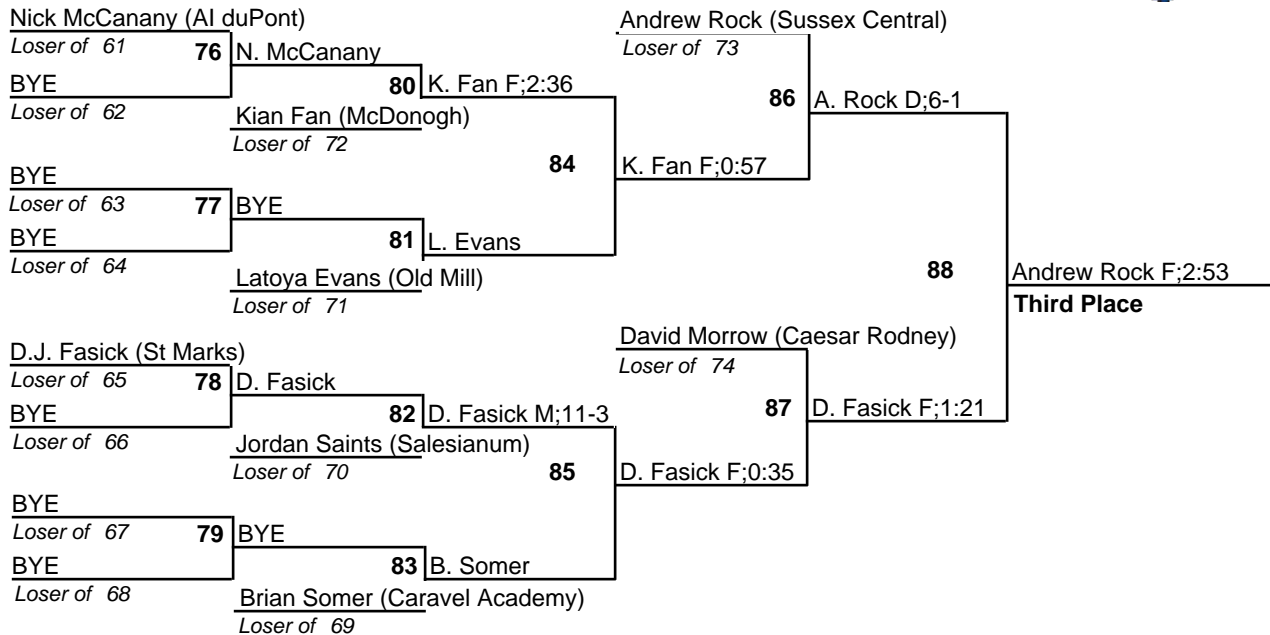 Nick McCanany (AI duPont)
Loser of 61
76
N. McCanany
BYE
Loser of 62
80
K. Fan F;2:36
Kian Fan (McDonogh)
Loser of 72
BYE
Loser of 63
77
BYE
BYE
Loser of 64
81
L. Evans
Latoya Evans (Old Mill)
Loser of 71
84
K. Fan F;0:57
Andrew Rock (Sussex Central)
Loser of 73
86
A. Rock D;6-1
D.J. Fasick (St Marks)
Loser of 65
78
D. Fasick
BYE
Loser of 66
82
D. Fasick M;11-3
Jordan Saints (Salesianum)
Loser of 70
BYE
Loser of 67
79
BYE
BYE
Loser of 68
83
B. Somer
Brian Somer (Caravel Academy)
Loser of 69
85
D. Fasick F;0:35
David Morrow (Caesar Rodney)
Loser of 74
87
D. Fasick F;1:21
88
Andrew Rock F;2:53
Third Place